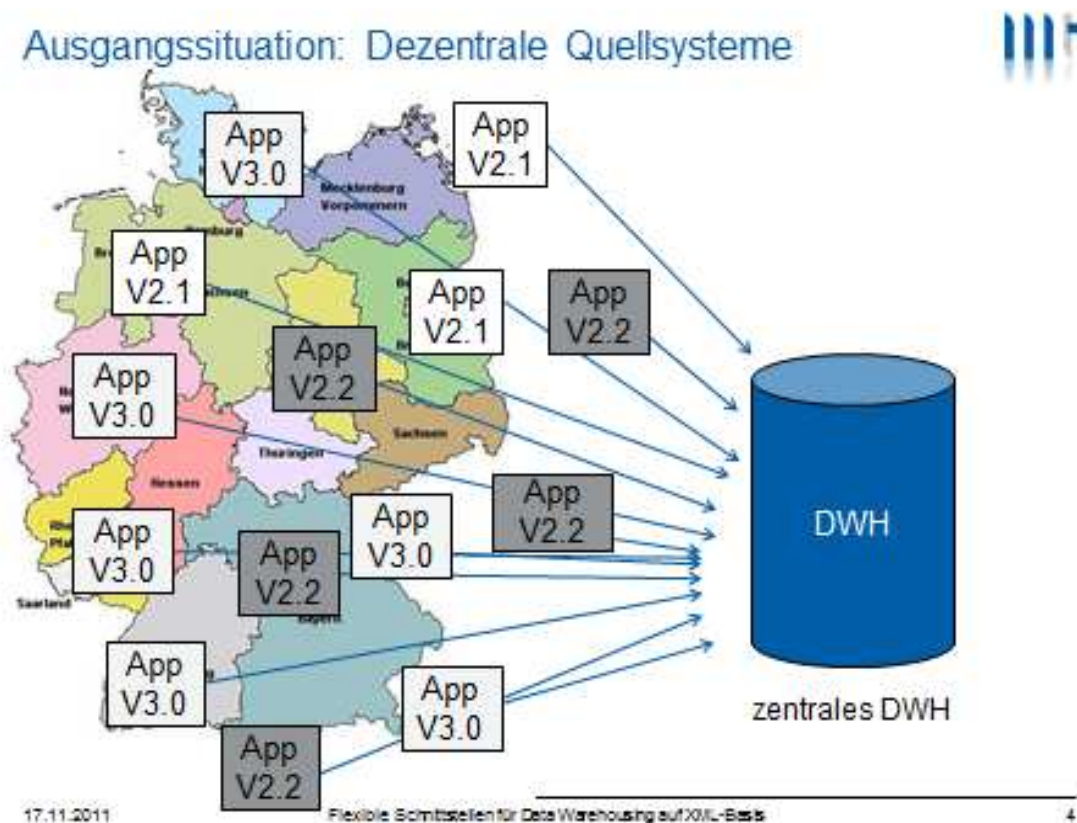 Ausgangssituation: Dezentrale Quellsysteme
App
V3.0
App
V2.1
Mecklenburg
Vorpommern
App
V2.1
App
V2.1
App
V2.2
App
V2.2
App
V3.0
Sachsen
Thüringen
Hessen
App
V2.2
DWH
App
V3.0
App
V3.0
App
V2.2
Saarland
Bayern
App
V3.0
App
V3.0
zentrales DWH
App
V2.2
17.11.2011
Flexible Schnittstellen für Data Warehousing auf XML-Basis
4